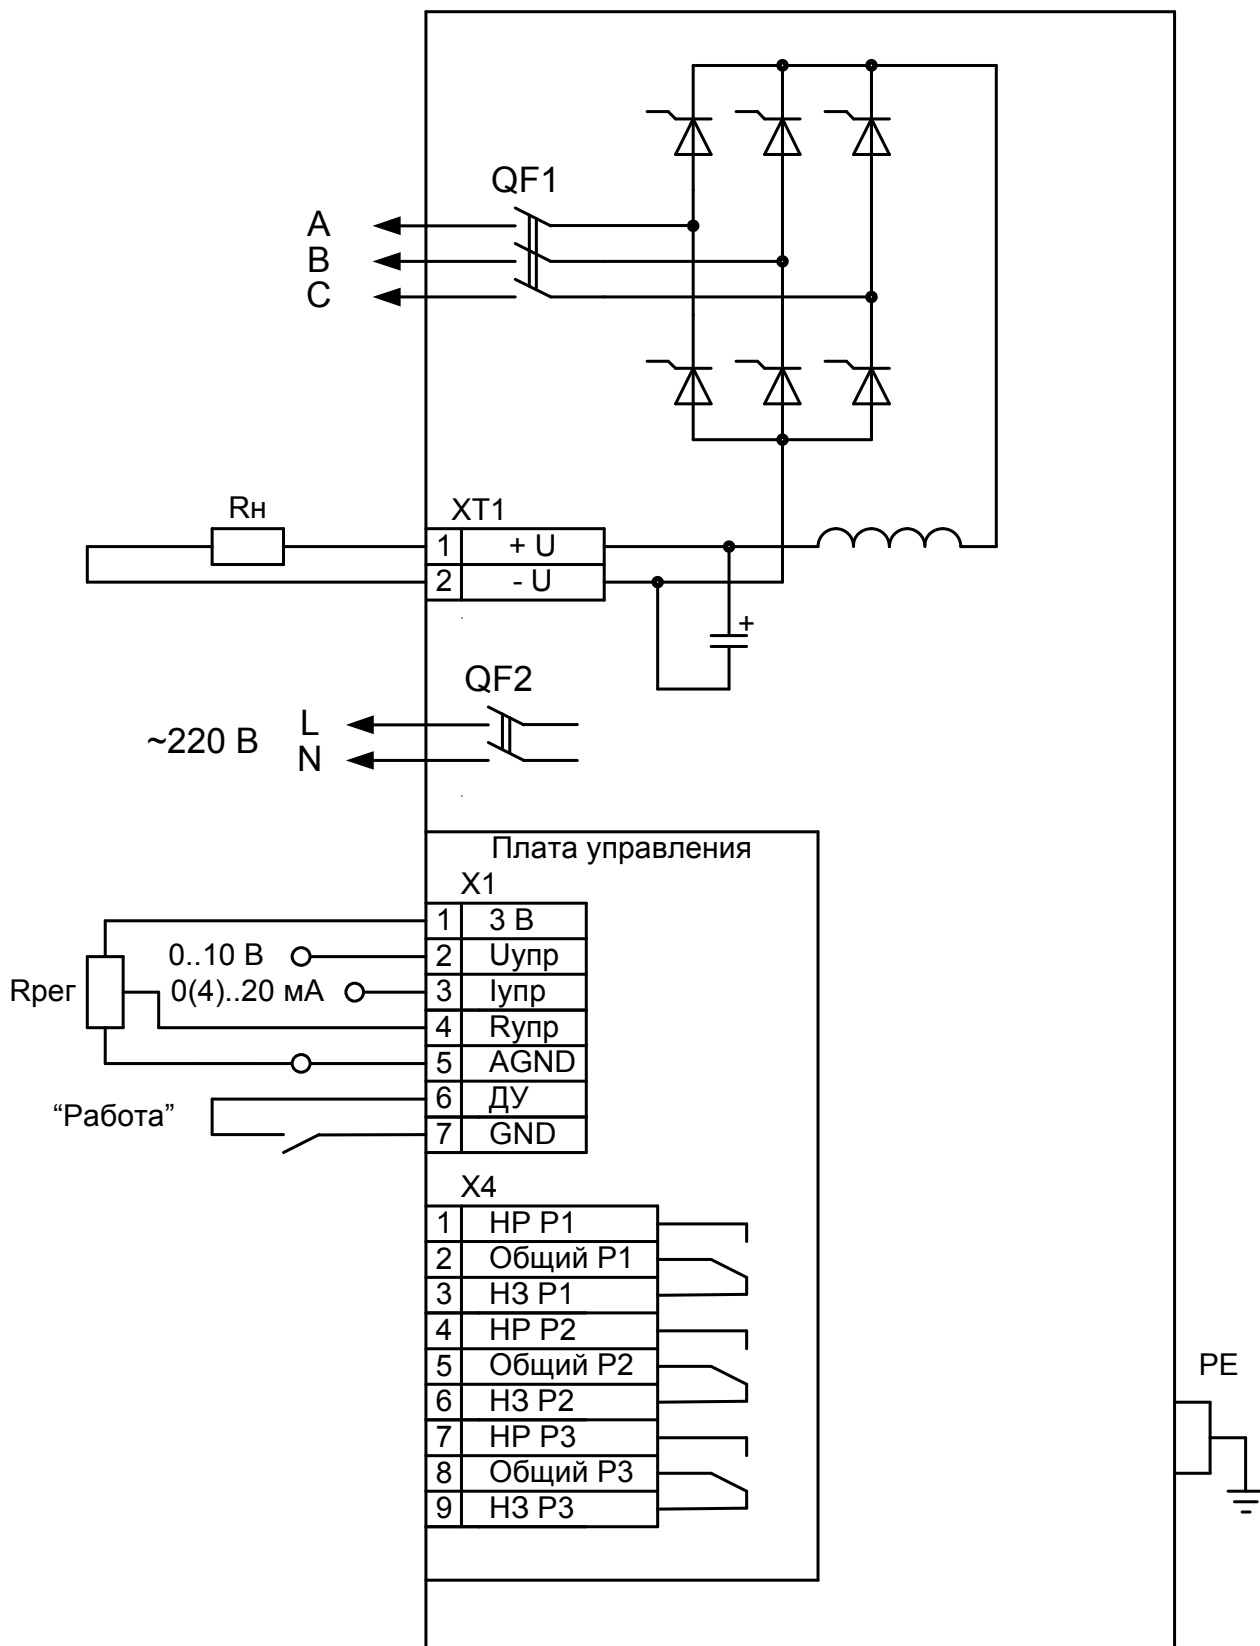 QF1
A
B
C
Rн
XT1
1 + U
2 - U
+
QF2
~220 В
L
N
Плата управления
X1
1 3 В
0..10 В 2 Uупр
Rрег 0(4)..20 мА 3 Iупр
4 Rупр
5 AGND
“Работа” 6 ДУ
7 GND
X4
1 НР Р1
2 Общий Р1
3 НЗ Р1
4 НР Р2
5 Общий Р2
6 НЗ Р2
7 НР Р3
8 Общий Р3
9 НЗ Р3
PE